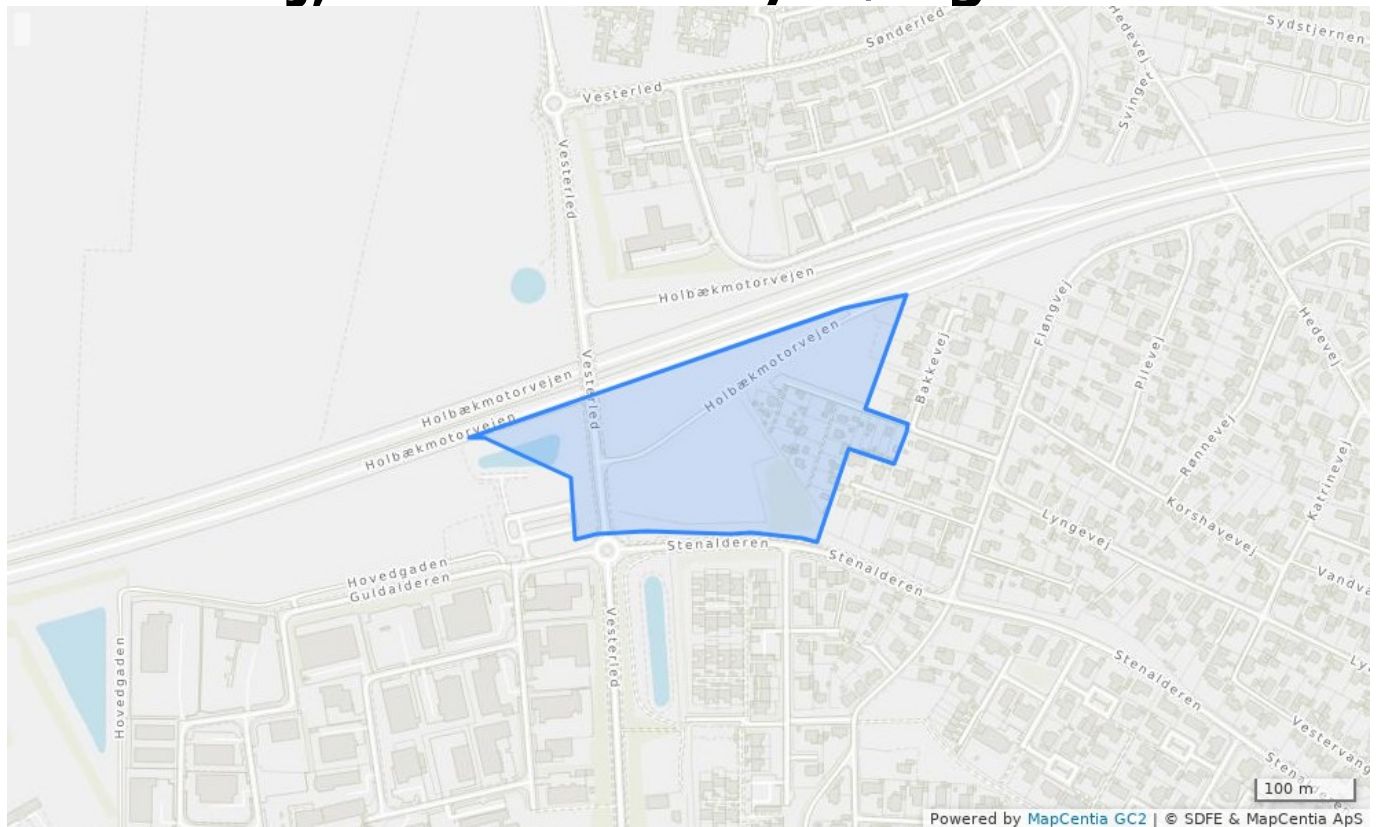 Sønderled
Hedevej
Sydstjernen
Vesterled
Svinget
Vesterled
Holbækmotorvejen
Fløngvej
Pilevej
Hedevej
Holbækmotorvejen
Vesterled
Holbækmotorvejen
Bakkevej
Holbækmotorvejen
Rønnevej
Katrinevej
Lyngevej
Korshavevej
Stenalderen
Stenalderen
Hovedgaden
Guldalderen
Vesterled
Hovedgaden
Stenalderen
Vestervang
100 m
Powered by MapCentia GC2 | © SDFE & MapCentia ApS